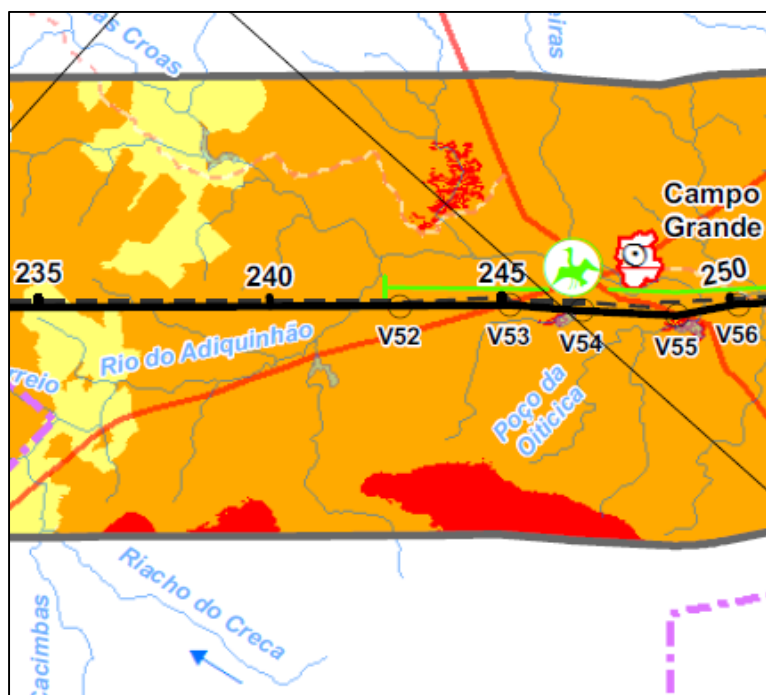 as Croas
eiras
Campo
Grande
235
240
245
250
Rio do Adiquinhão
V52
V53
V54
V55
V56
rreio
Poço da
Oiticica
Riacho do Creca
cacimbas